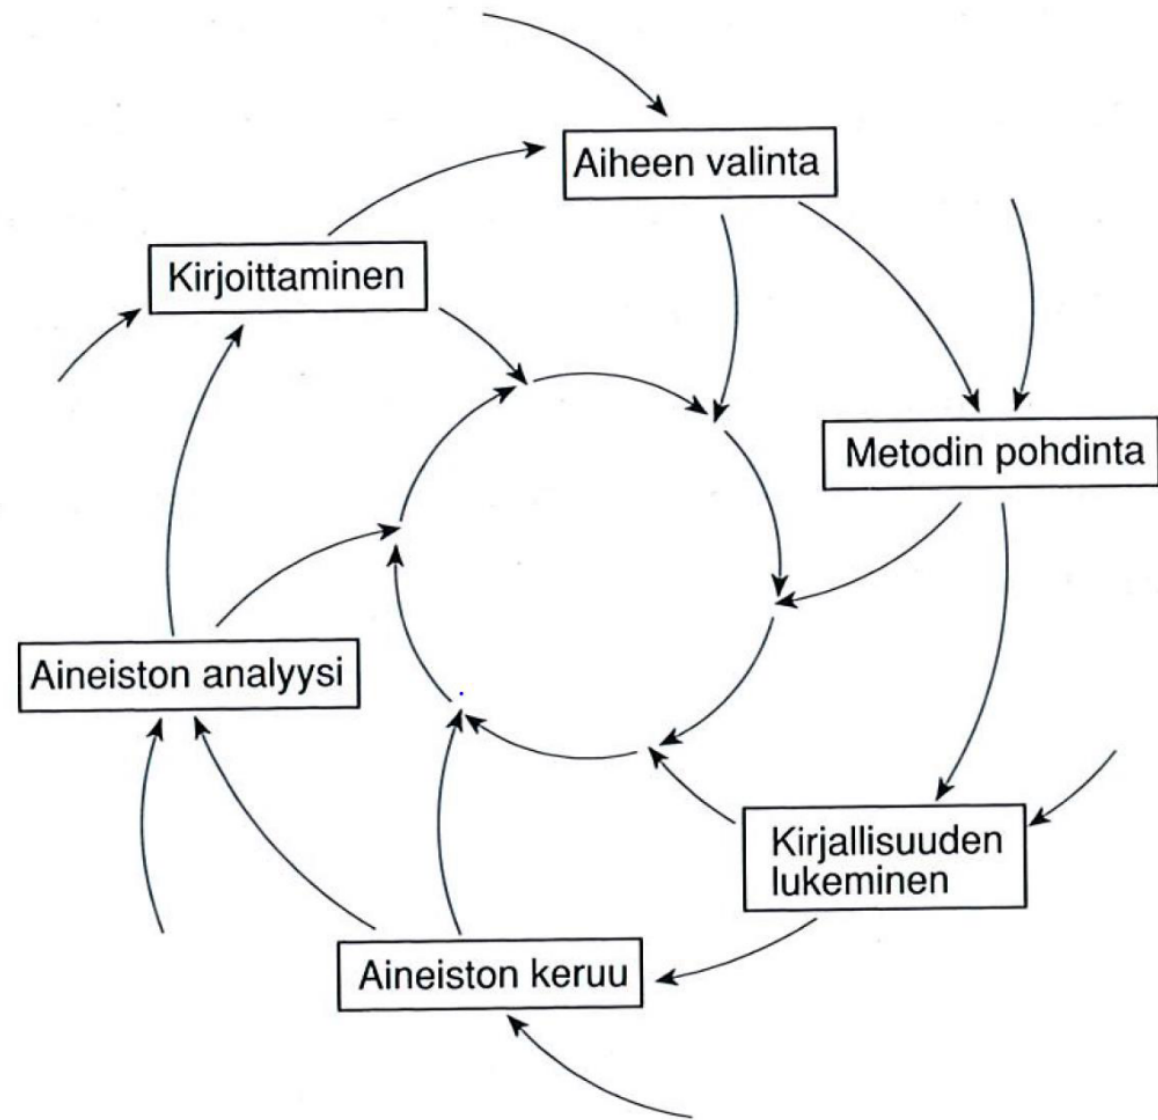 Aiheen valinta
Kirjoittaminen
Metodin pohdinta
Aineiston analyysi
Kirjallisuuden
lukeminen
Aineiston keruu